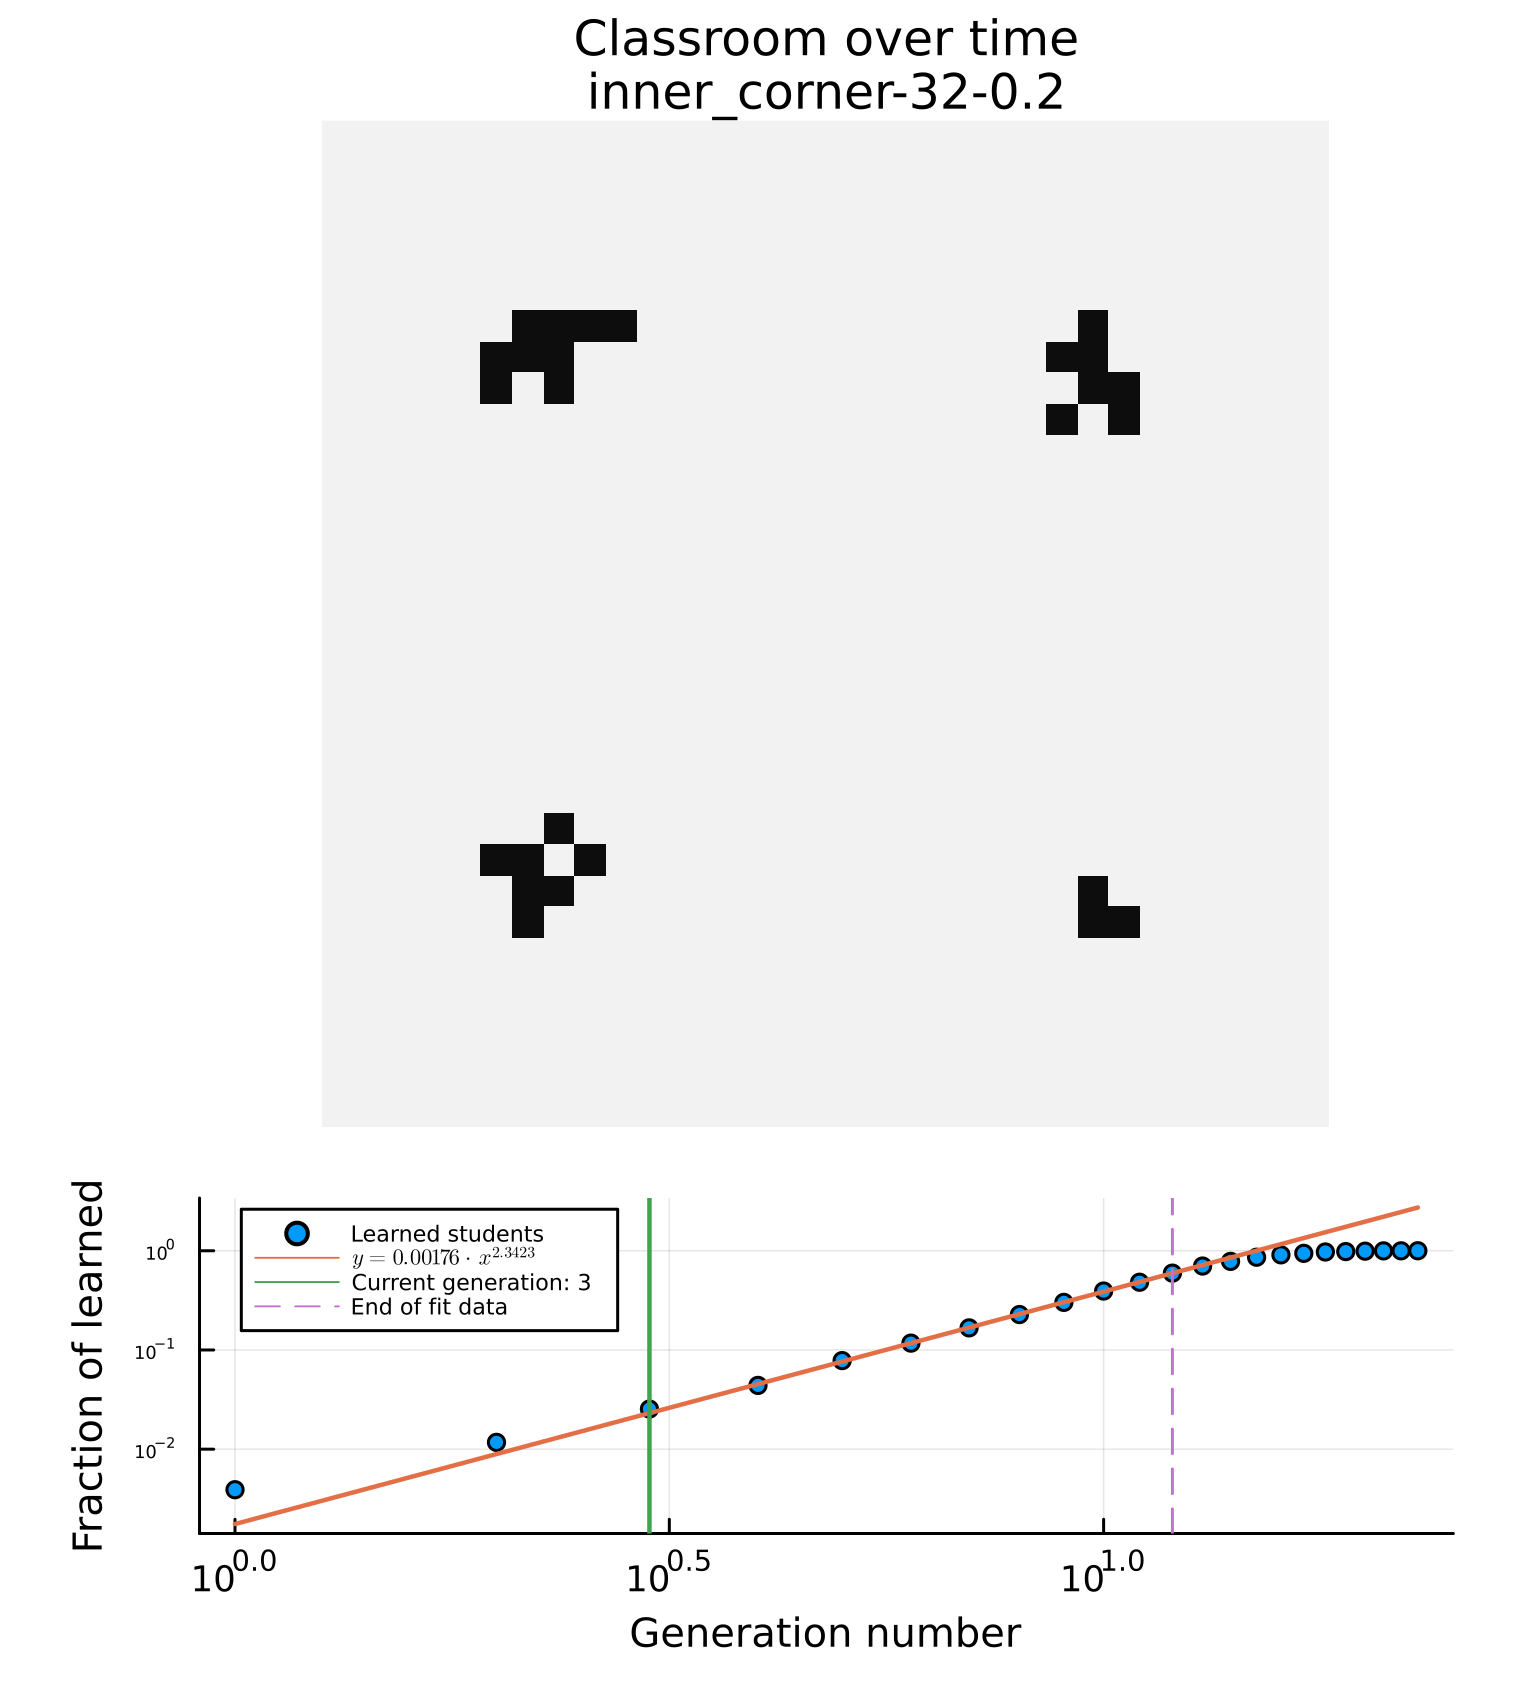 Classroom over time
inner_corner-32-0.2
Fraction of learned
Learned students
y = 0.00176 · x^2.3423
Current generation: 3
End of fit data
10^0
10^−1
10^−2
10^0.0 10^0.5 10^1.0
Generation number